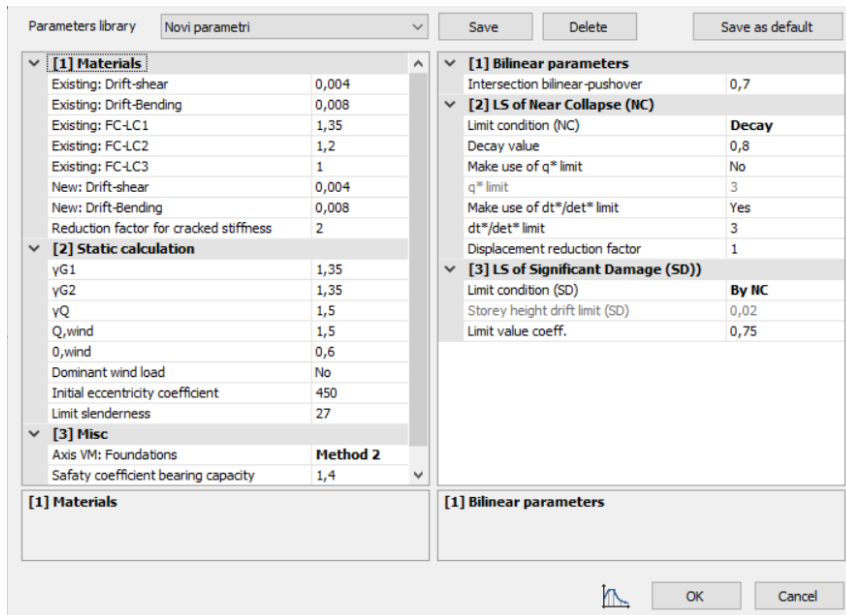 Parameters library Novi parametri Save Delete Save as default
[1] Materials
Existing: Drift-shear 0,004
Existing: Drift-Bending 0,008
Existing: FC-LC1 1,35
Existing: FC-LC2 1,2
Existing: FC-LC3 1
New: Drift-shear 0,004
New: Drift-Bending 0,008
Reduction factor for cracked stiffness 2
[2] Static calculation
γG1 1,35
γG2 1,35
γQ 1,5
Q,wind 1,5
0,wind 0,6
Dominant wind load No
Initial eccentricity coefficient 450
Limit slenderness 27
[3] Misc
Axis VM: Foundations Method 2
Safaty coefficient bearing capacity 1,4
[1] Materials
[1] Bilinear parameters
Intersection bilinear-pushover 0,7
[2] LS of Near Collapse (NC)
Limit condition (NC) Decay
Decay value 0,8
Make use of q* limit No
q* limit 3
Make use of dt*/det* limit Yes
dt*/det* limit 3
Displacement reduction factor 1
[3] LS of Significant Damage (SD))
Limit condition (SD) By NC
Storey height drift limit (SD) 0,02
Limit value coeff. 0,75
[1] Bilinear parameters
OK Cancel